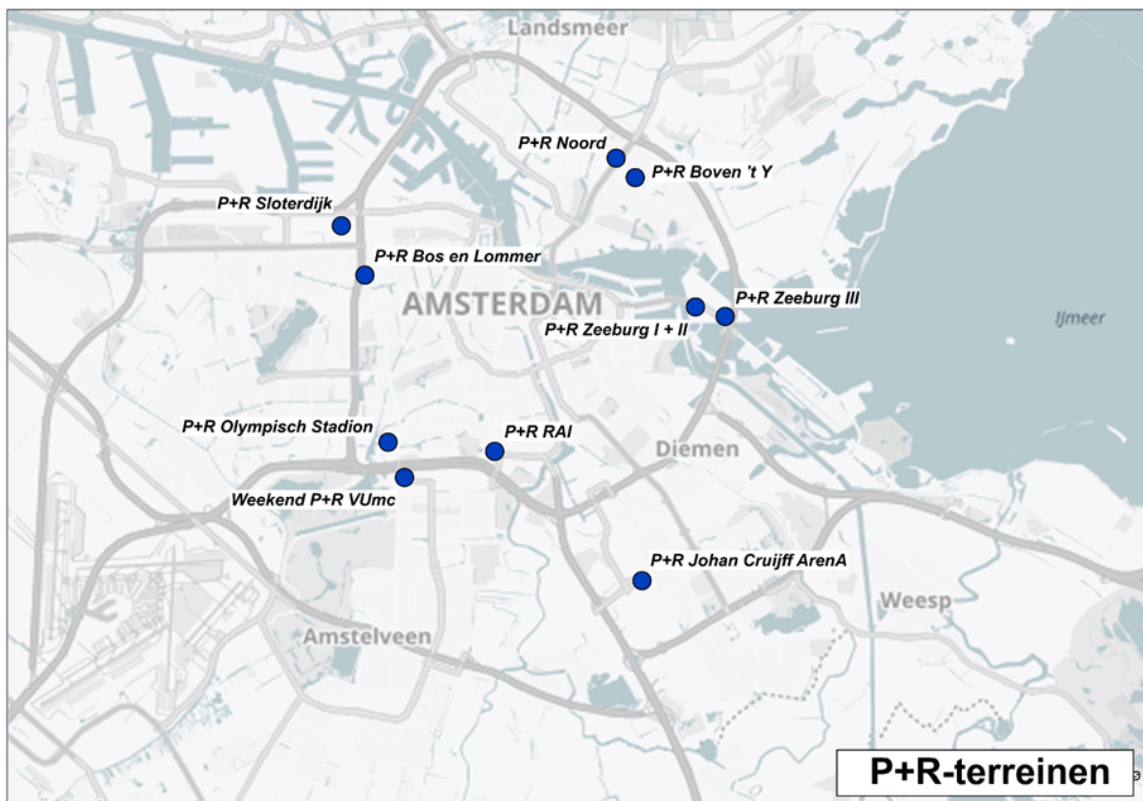 Landsmeer
P+R Noord
P+R Boven 't Y
P+R Sloterdijk
P+R Bos en Lommer
AMSTERDAM
P+R Zeeburg III
P+R Zeeburg I + II
IJmeer
P+R Olympisch Stadion
P+R RAI
Diemen
Weekend P+R VUmc
P+R Johan Cruijff ArenA
Weesp
Amstelveen
P+R-terreinen